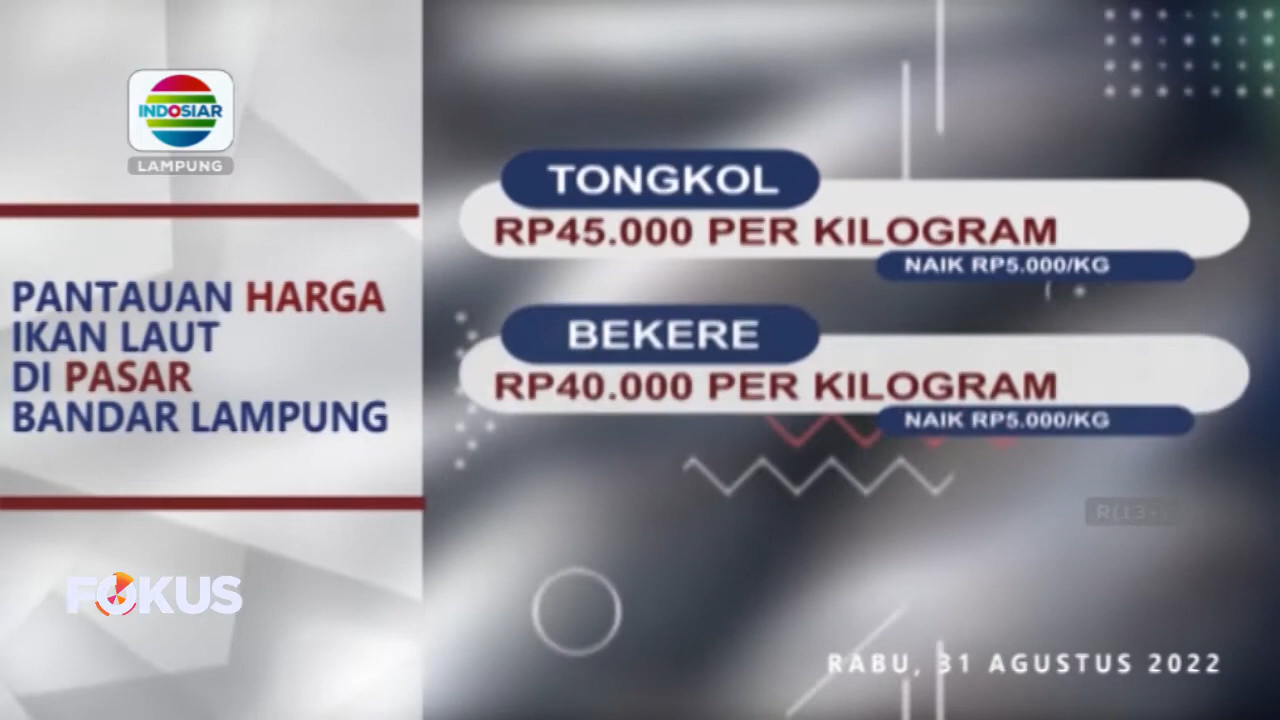 INDOSIAR
LAMPUNG
PANTAUAN HARGA
IKAN LAUT
DI PASAR
BANDAR LAMPUNG
FOKUS
TONGKOL
RP45.000 PER KILOGRAM
NAIK RP5.000/KG
BEKERE
RP40.000 PER KILOGRAM
NAIK RP5.000/KG
RABU, 31 AGUSTUS 2022